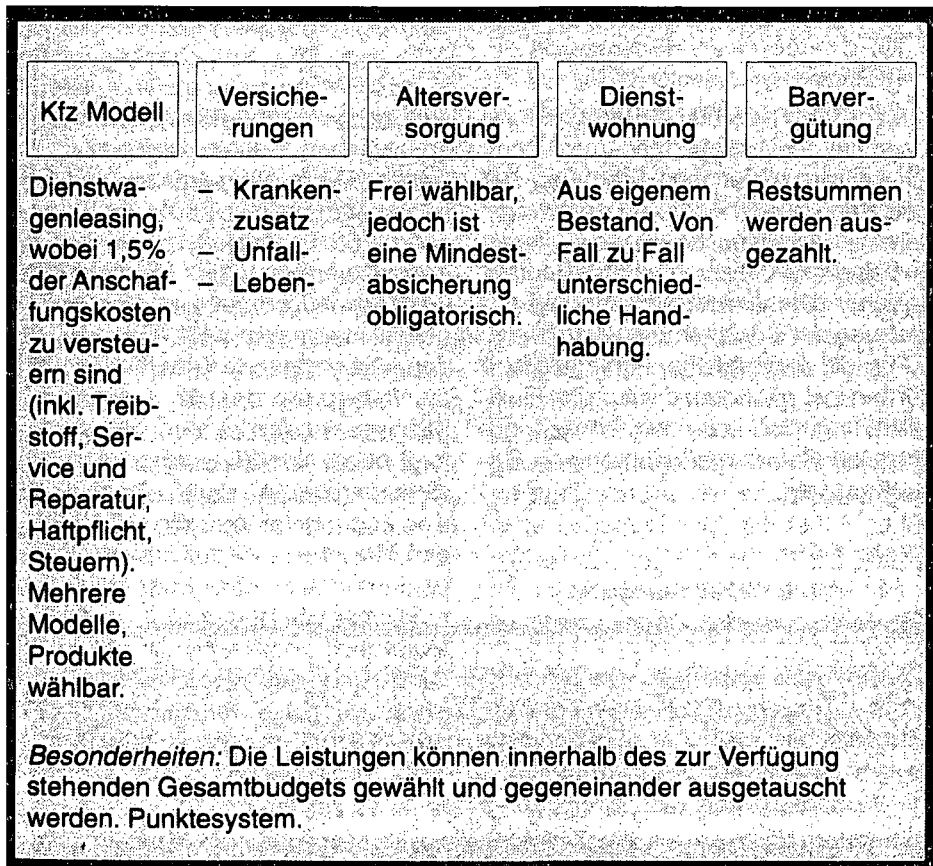 Kfz Modell
Versiche-
rungen
Altersver-
sorgung
Dienst-
wohnung
Barver-
gütung
Dienstwa-
genleasing,
wobei 1,5%
der Anschaf-
fungskosten
zu versteu-
ern sind
(inkl. Treib-
stoff, Ser-
vice und
Reparatur,
Haftpflicht,
Steuern).
Mehrere
Modelle,
Produkte
wählbar.
– Kranken-
zusatz
– Unfall-
– Leben-
Frei wählbar,
jedoch ist
eine Mindest-
absicherung
obligatorisch.
Aus eigenem
Bestand. Von
Fall zu Fall
unterschied-
liche Hand-
habung.
Restsummen
werden aus-
gezahlt.
Besonderheiten: Die Leistungen können innerhalb des zur Verfügung
stehenden Gesamtbudgets gewählt und gegeneinander ausgetauscht
werden. Punktesystem.